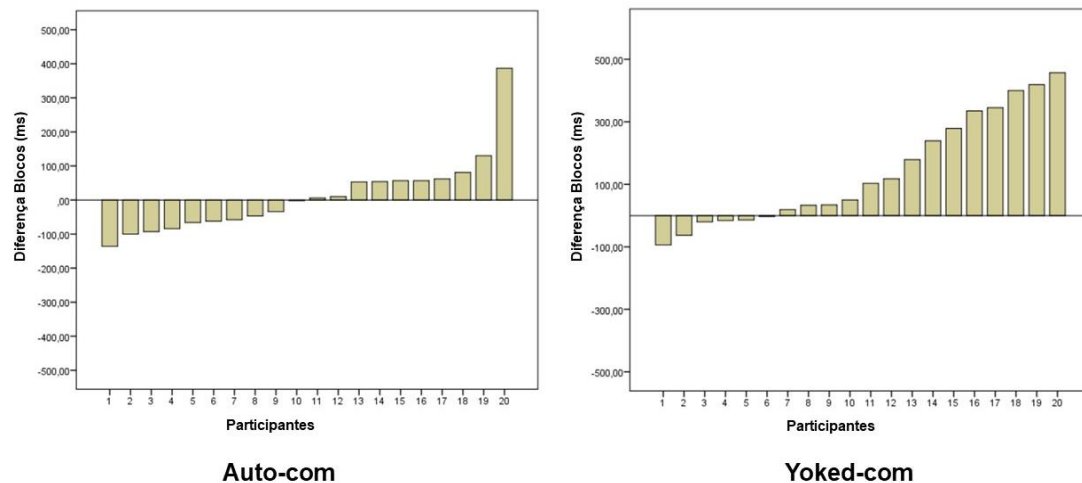 500,00
400,00
300,00
200,00
100,00
,00
-100,00
-200,00
-300,00
-400,00
-500,00
Diferença Blocos (ms)
1 2 3 4 5 6 7 8 9 10 11 12 13 14 15 16 17 18 19 20
Participantes
Auto-com
500,00
300,00
100,00
-100,00
-300,00
-500,00
Diferença Blocos (ms)
1 2 3 4 5 6 7 8 9 10 11 12 13 14 15 16 17 18 19 20
Participantes
Yoked-com